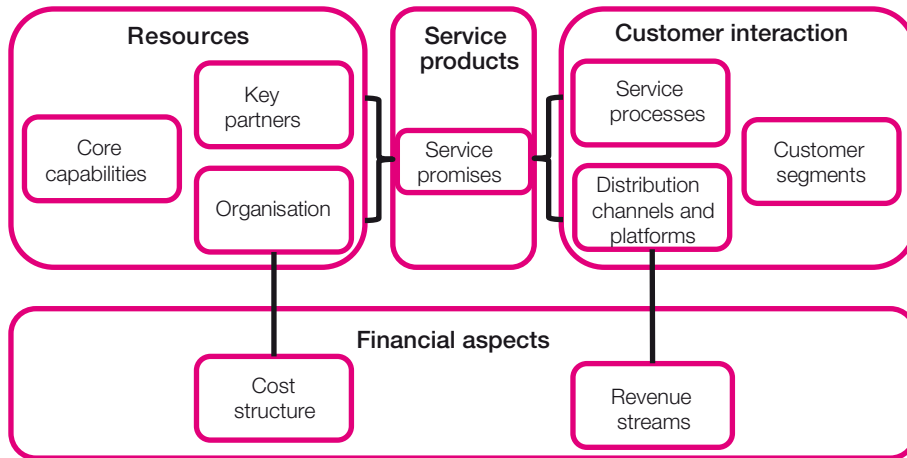 Resources
Key
partners
Core
capabilities
Organisation
Service
products
Service
promises
Customer interaction
Service
processes
Customer
segments
Distribution
channels and
platforms
Financial aspects
Cost
structure
Revenue
streams